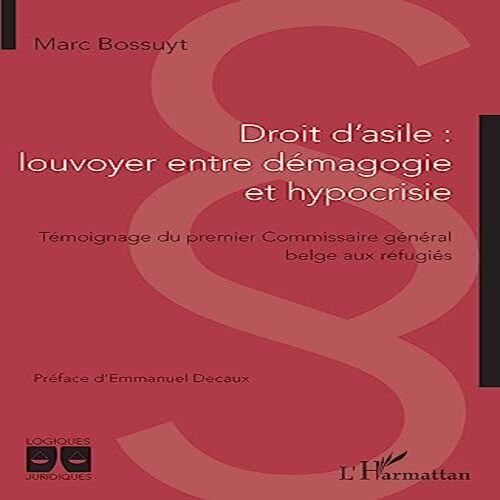 Marc Bossuyt
Droit d'asile :
louvoyer entre démagogie
et hypocrisie
Témoignage du premier Commissaire général
belge aux réfugiés
Préface d'Emmanuel Decaux
LOGIQUES
JURIDIQUES
L'Harmattan